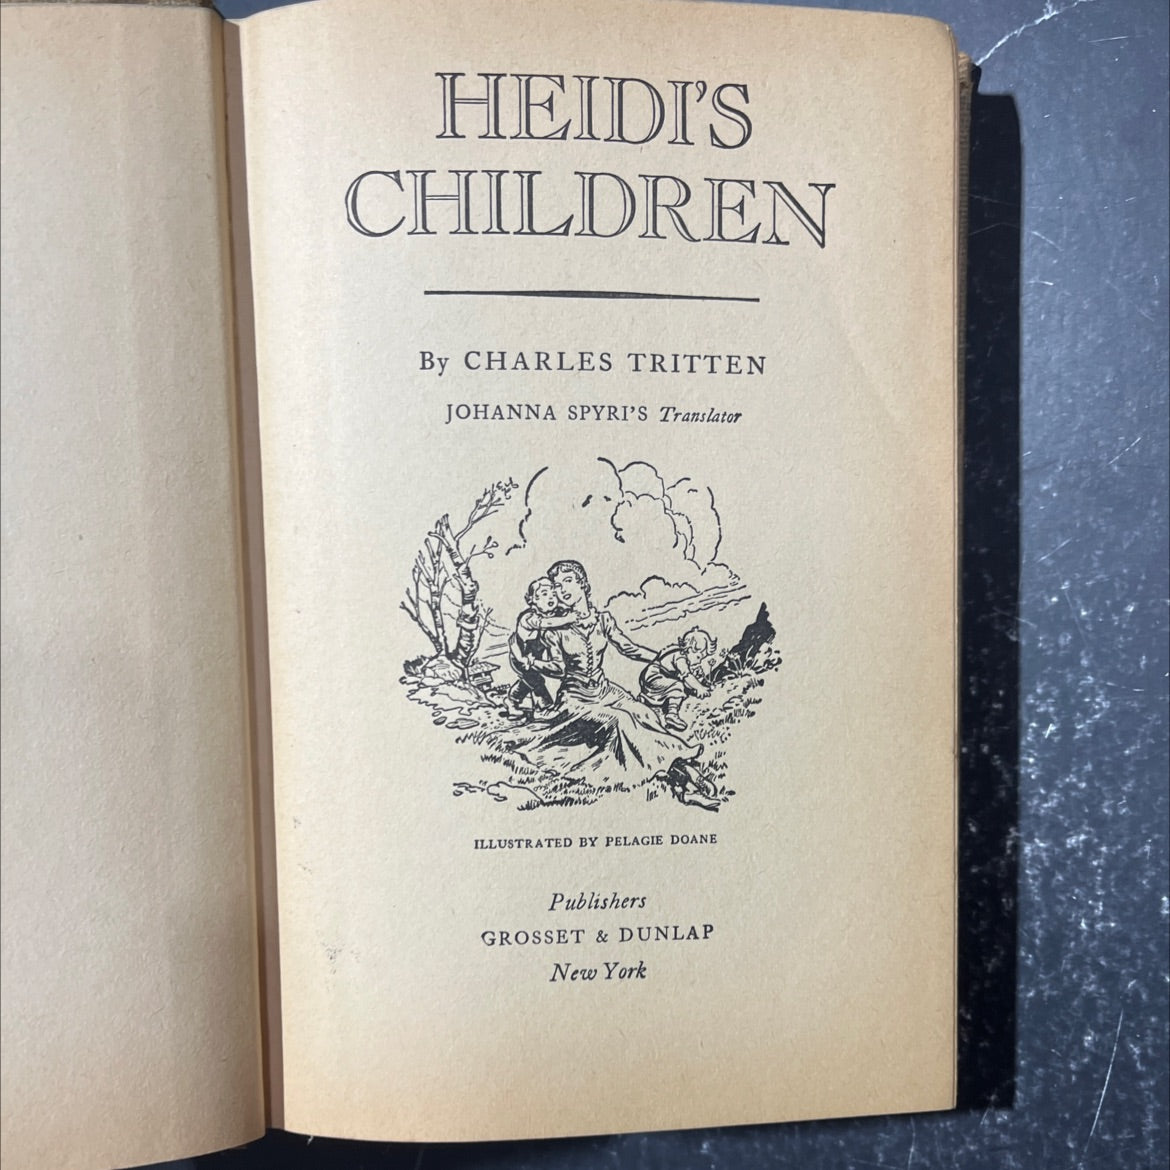 HEIDI'S
CHILDREN
By CHARLES TRITTEN
JOHANNA SPYRI'S Translator
ILLUSTRATED BY PELAGIE DOANE
Publishers
GROSSET & DUNLAP
New York